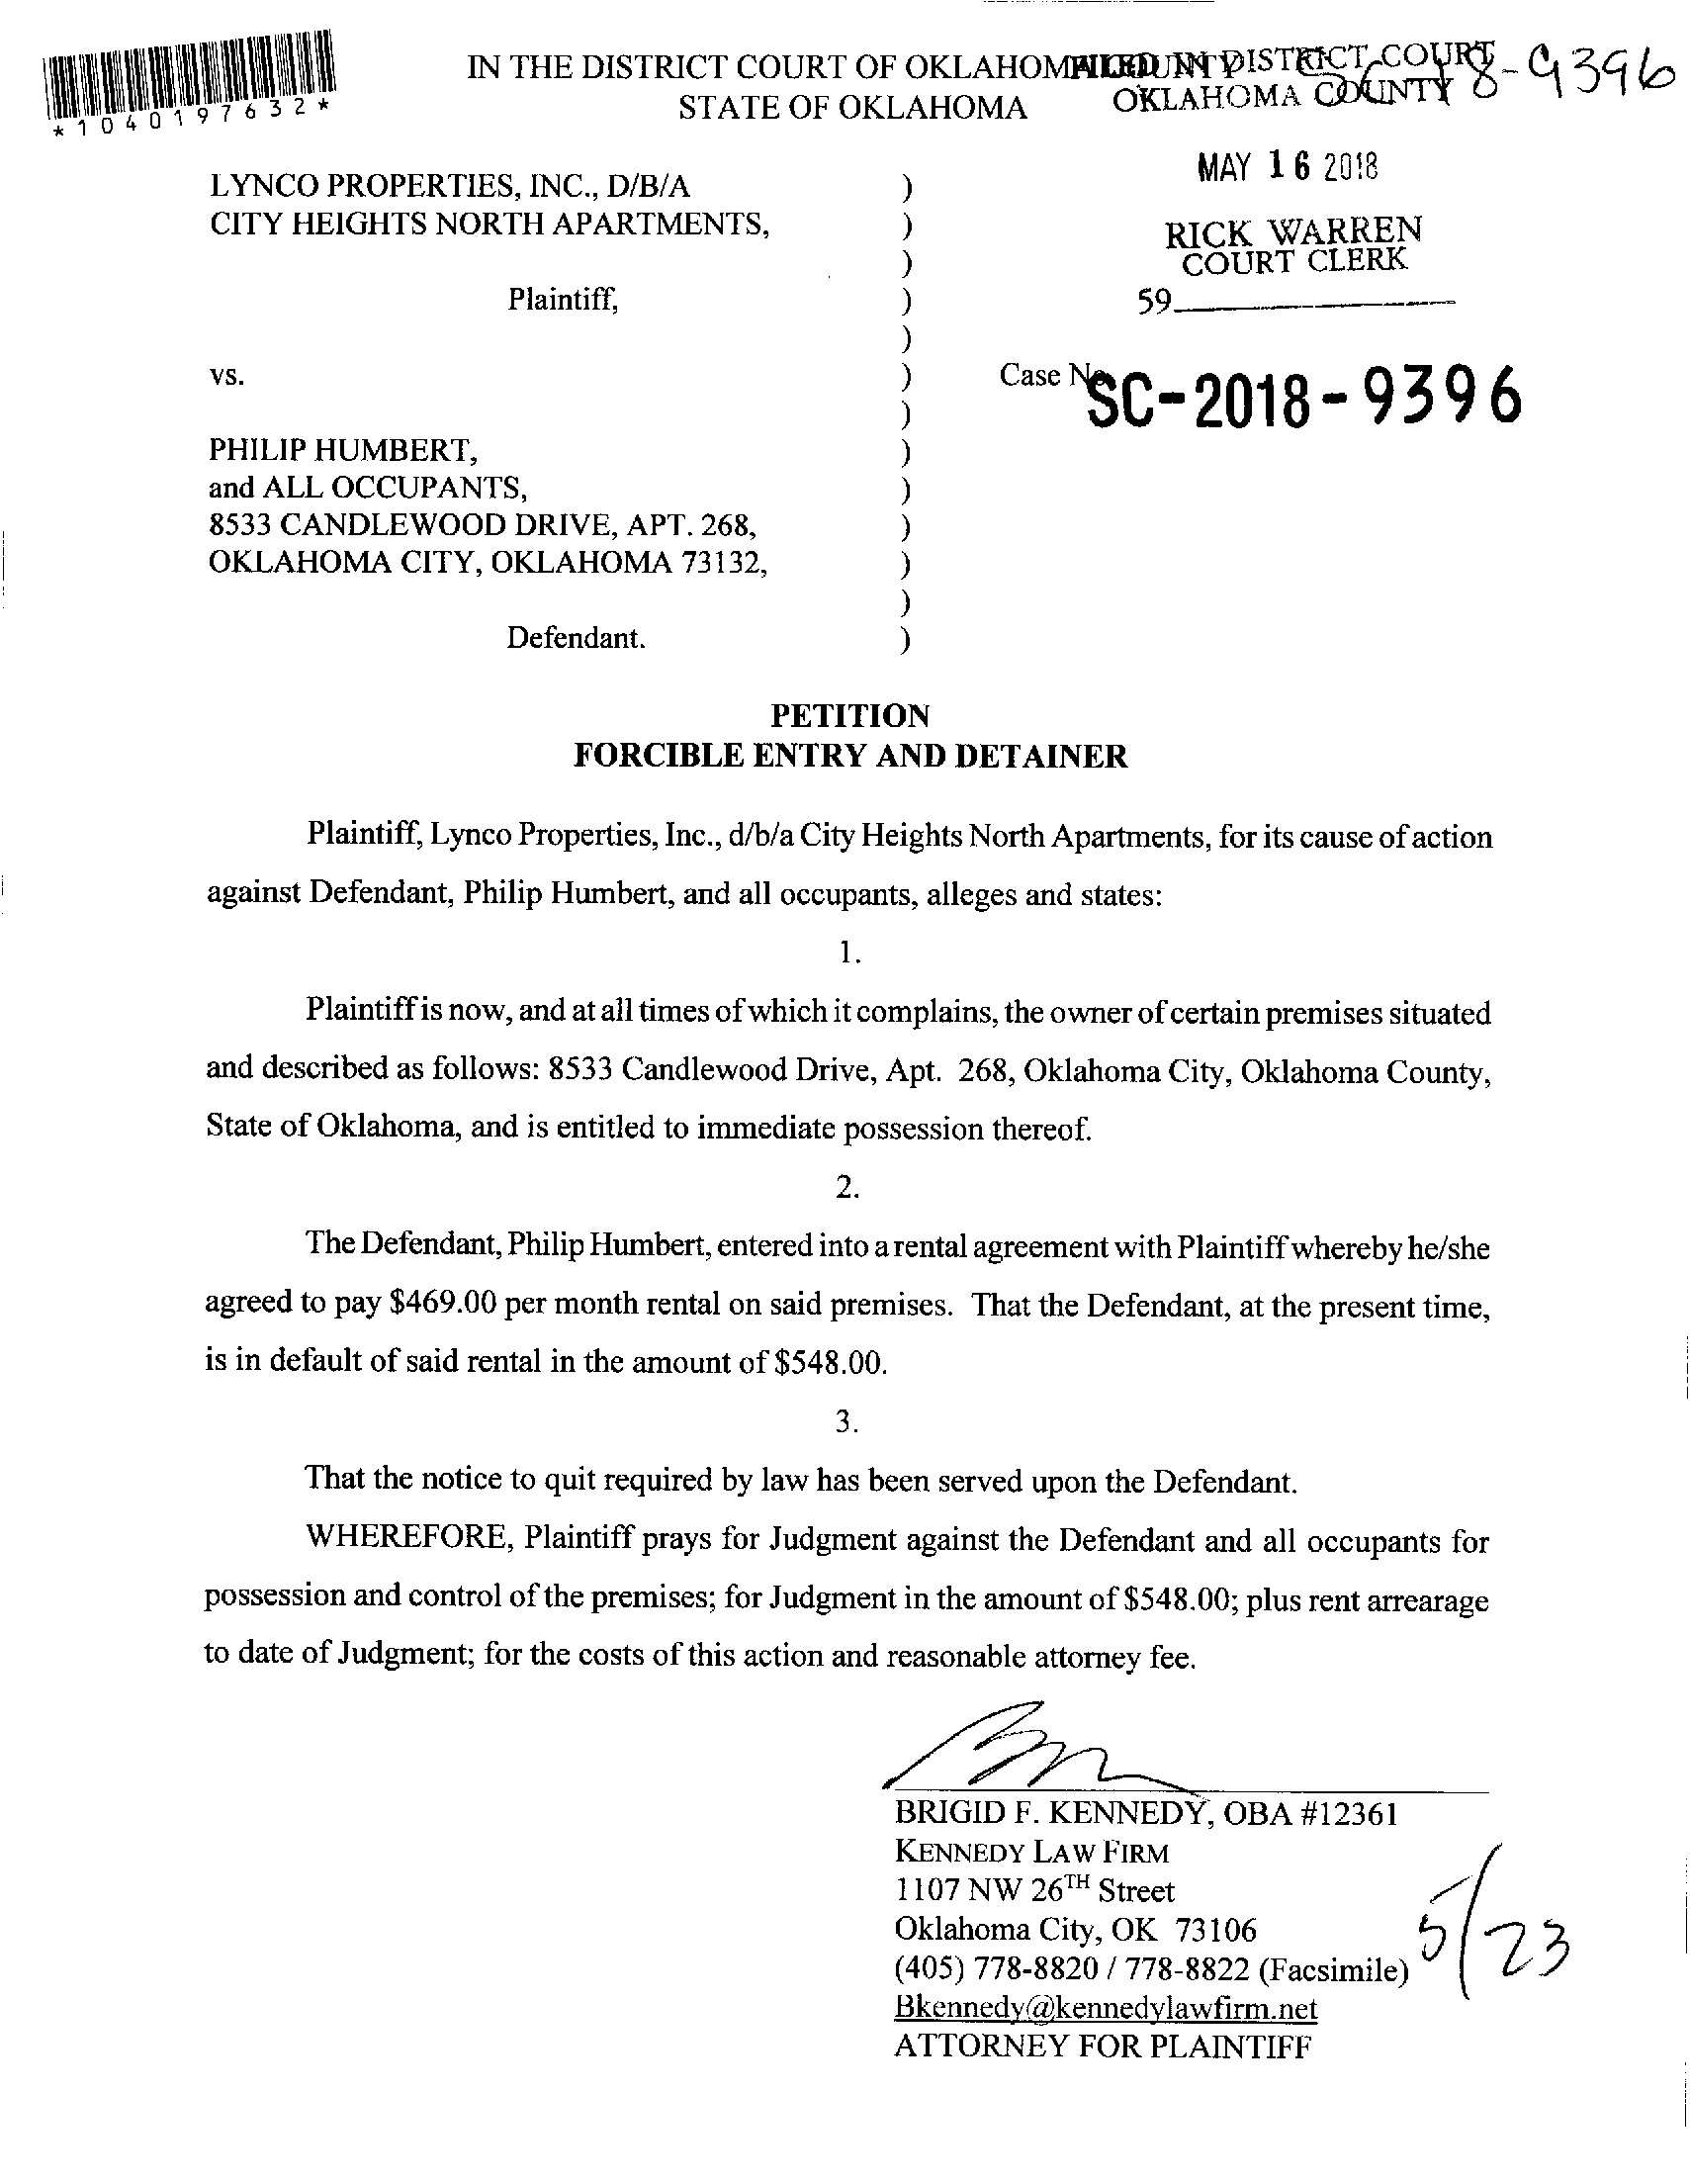 *1040197632*
IN THE DISTRICT COURT OF OKLAHOMA COUNTY
STATE OF OKLAHOMA
FILED IN DISTRICT COURT
OKLAHOMA COUNTY
SC-18-9396
MAY 16 2018
RICK WARREN
COURT CLERK
59
LYNCO PROPERTIES, INC., D/B/A )
CITY HEIGHTS NORTH APARTMENTS, )
)
Plaintiff, )
)
vs. ) Case No.
SC-2018-9396
)
PHILIP HUMBERT, )
and ALL OCCUPANTS, )
8533 CANDLEWOOD DRIVE, APT. 268, )
OKLAHOMA CITY, OKLAHOMA 73132, )
)
Defendant. )
PETITION
FORCIBLE ENTRY AND DETAINER
Plaintiff, Lynco Properties, Inc., d/b/a City Heights North Apartments, for its cause of action
against Defendant, Philip Humbert, and all occupants, alleges and states:
1.
Plaintiff is now, and at all times of which it complains, the owner of certain premises situated
and described as follows: 8533 Candlewood Drive, Apt. 268, Oklahoma City, Oklahoma County,
State of Oklahoma, and is entitled to immediate possession thereof.
2.
The Defendant, Philip Humbert, entered into a rental agreement with Plaintiff whereby he/she
agreed to pay $469.00 per month rental on said premises. That the Defendant, at the present time,
is in default of said rental in the amount of $548.00.
3.
That the notice to quit required by law has been served upon the Defendant.
WHEREFORE, Plaintiff prays for Judgment against the Defendant and all occupants for
possession and control of the premises; for Judgment in the amount of $548.00; plus rent arrearage
to date of Judgment; for the costs of this action and reasonable attorney fee.
BRIGID F. KENNEDY, OBA #12361
KENNEDY LAW FIRM
1107 NW 26TH Street
Oklahoma City, OK 73106
(405) 778-8820 / 778-8822 (Facsimile)
Bkennedy@kennedylawfirm.net
ATTORNEY FOR PLAINTIFF
5/23